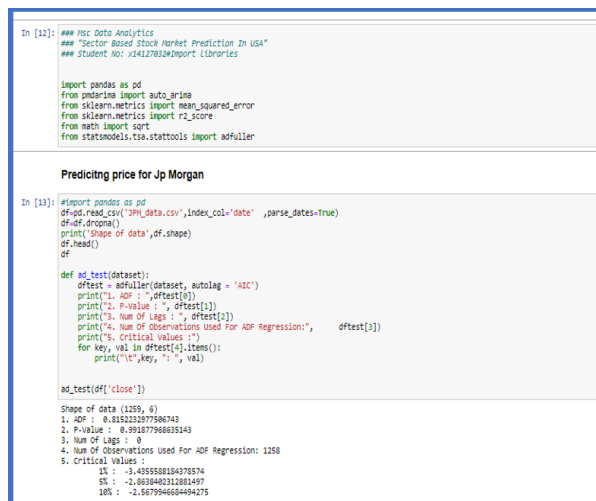 In [12]: ### Msc Data Analytics
### "Sector Based Stock Market Prediction In USA"
### Student No: x14127032#Import libraries
import pandas as pd
from pmdarima import auto_arima
from sklearn.metrics import mean_squared_error
from sklearn.metrics import r2_score
from math import sqrt
from statsmodels.tsa.stattools import adfuller
Predicitng price for Jp Morgan
In [13]: #import pandas as pd
df=pd.read_csv('JPM_data.csv',index_col='date' ,parse_dates=True)
df=df.dropna()
print('Shape of data',df.shape)
df.head()
df
def ad_test(dataset):
dftest = adfuller(dataset, autolag = 'AIC')
print("1. ADF : ",dftest[0])
print("2. P-Value : ", dftest[1])
print("3. Num Of Lags : ", dftest[2])
print("4. Num Of Observations Used For ADF Regression:", dftest[3])
print("5. Critical Values :")
for key, val in dftest[4].items():
print("\t",key, ": ", val)
ad_test(df['close'])
Shape of data (1259, 6)
1. ADF : 0.8152232977506743
2. P-Value : 0.991877968635143
3. Num Of Lags : 0
4. Num Of Observations Used For ADF Regression: 1258
5. Critical Values :
1% : -3.4355588184378574
5% : -2.8638402312881497
10% : -2.5679946684494275